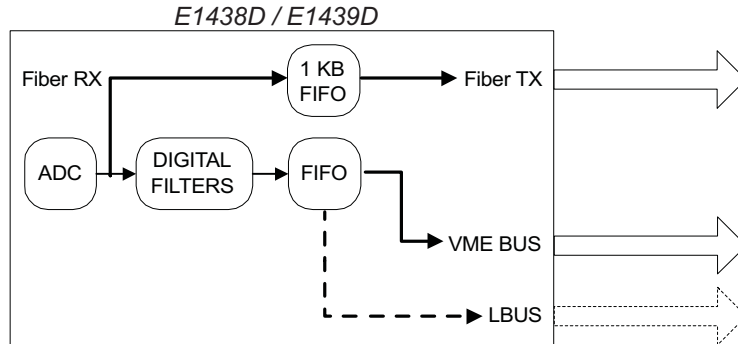 E1438D / E1439D
Fiber RX
1 KB
FIFO
Fiber TX
ADC
DIGITAL
FILTERS
FIFO
VME BUS
LBUS